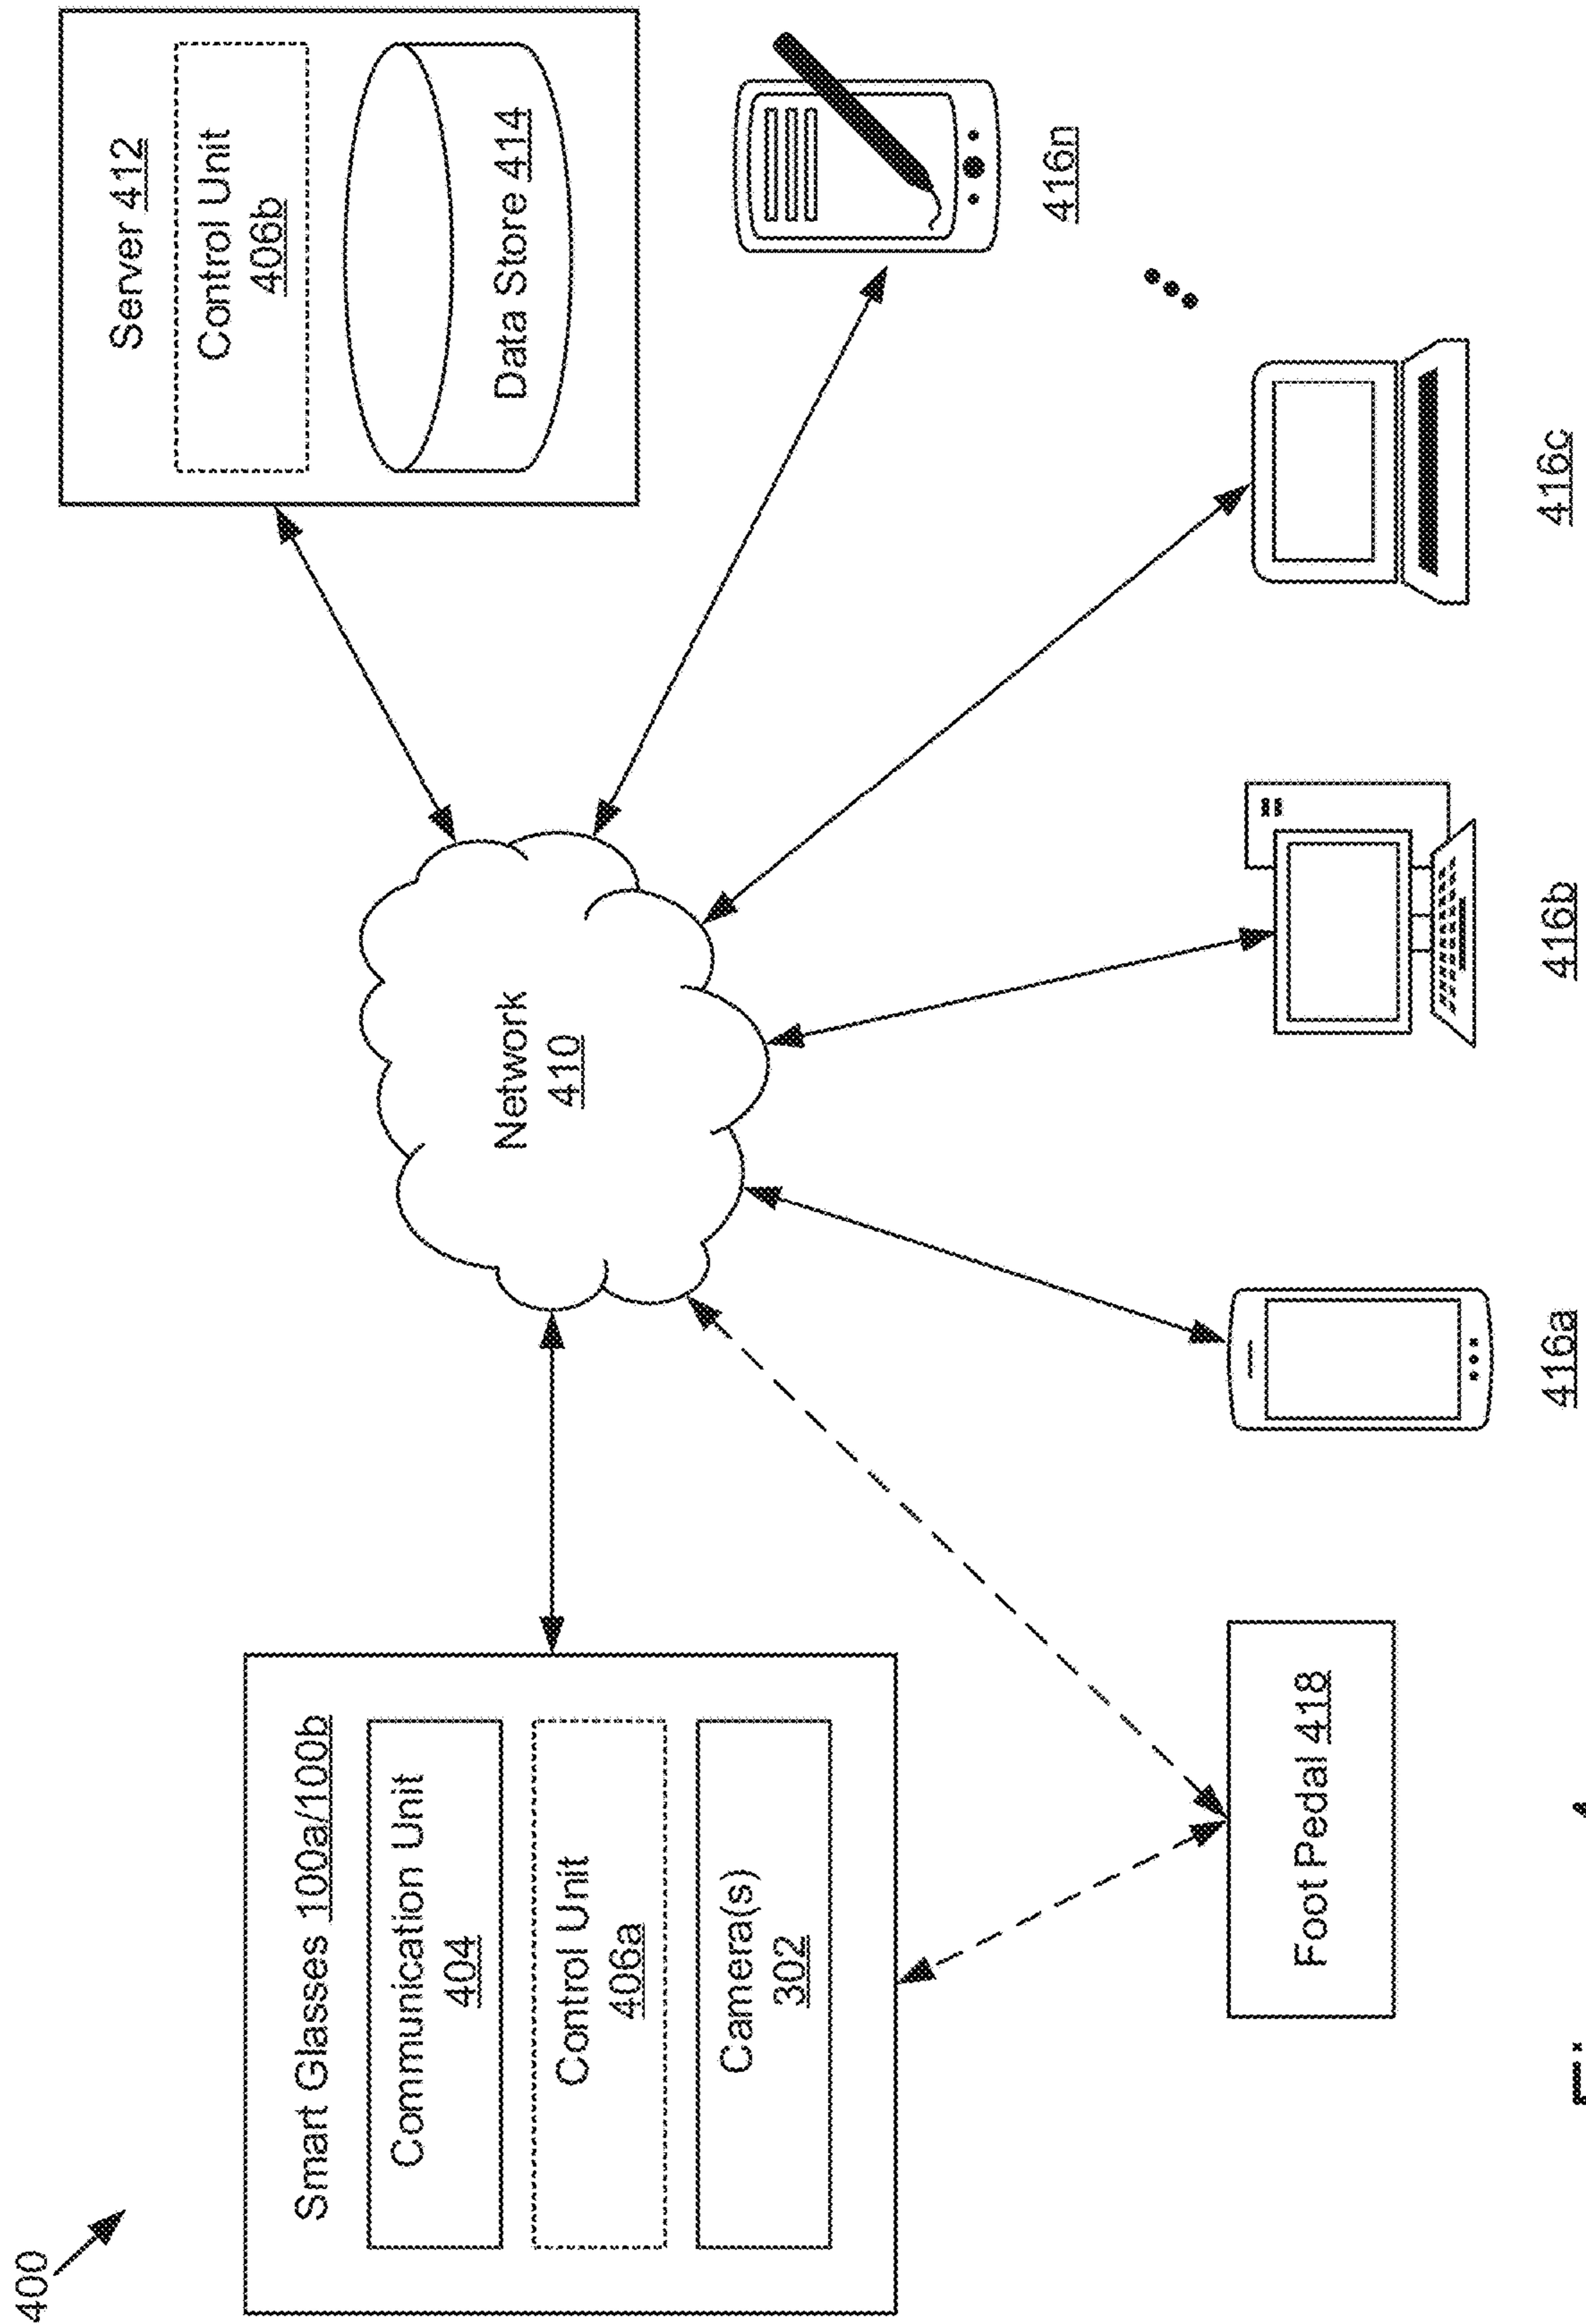 400
Smart Glasses 100a/100b
Communication Unit
404
Control Unit
406a
Camera(s)
302
Network
410
Server 412
Control Unit
406b
Data Store 414
Foot Pedal 418
416a
416b
416c
416n